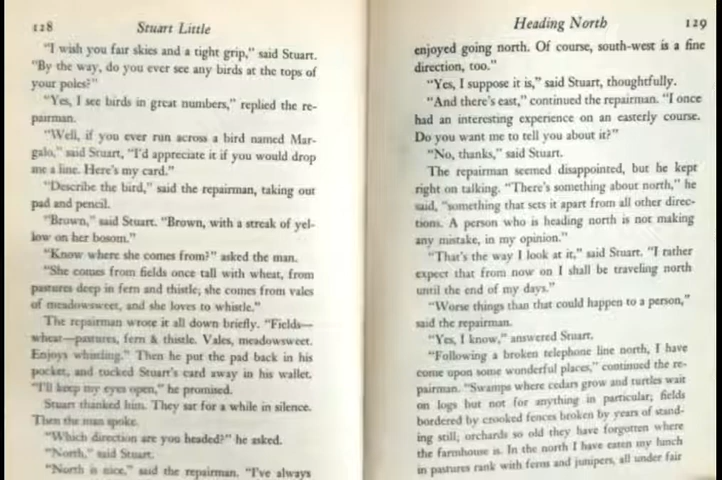 128
Stuart Little
"I wish you fair skies and a tight grip," said Stuart.
"By the way, do you ever see any birds at the tops of
your poles?"
"Yes, I see birds in great numbers," replied the re-
pairman.
"Well, if you ever run across a bird named Mar-
galo," said Stuart, "I'd appreciate it if you would drop
me a line. Here's my card."
"Describe the bird," said the repairman, taking out
pad and pencil.
"Brown," said Stuart. "Brown, with a streak of yel-
low on her bosom."
"Know where she comes from?" asked the man.
"She comes from fields once tall with wheat, from
pastures deep in fern and thistle; she comes from vales
of meadowsweet, and she loves to whistle."
The repairman wrote it all down briefly. "Fields—
wheat—pastures, fern & thistle. Vales, meadowsweet.
Enjoys whistling." Then he put the pad back in his
pocket, and tucked Stuart's card away in his wallet.
"I'll keep my eyes open," he promised.
Stuart thanked him. They sat for a while in silence.
Then the man spoke.
"Which direction are you headed?" he asked.
"North," said Stuart.
"North is nice," said the repairman. "I've always
Heading North
129
enjoyed going north. Of course, south-west is a fine
direction, too."
"Yes, I suppose it is," said Stuart, thoughtfully.
"And there's east," continued the repairman. "I once
had an interesting experience on an easterly course.
Do you want me to tell you about it?"
"No, thanks," said Stuart.
The repairman seemed disappointed, but he kept
right on talking. "There's something about north," he
said, "something that sets it apart from all other direc-
tions. A person who is heading north is not making
any mistake, in my opinion."
"That's the way I look at it," said Stuart. "I rather
expect that from now on I shall be traveling north
until the end of my days."
"Worse things than that could happen to a person,"
said the repairman.
"Yes, I know," answered Stuart.
"Following a broken telephone line north, I have
come upon some wonderful places," continued the re-
pairman. "Swamps where cedars grow and turtles wait
on logs but not for anything in particular; fields
bordered by crooked fences broken by years of stand-
ing still; orchards so old they have forgotten where
the farmhouse is. In the north I have eaten my lunch
in pastures rank with ferns and junipers, all under fair